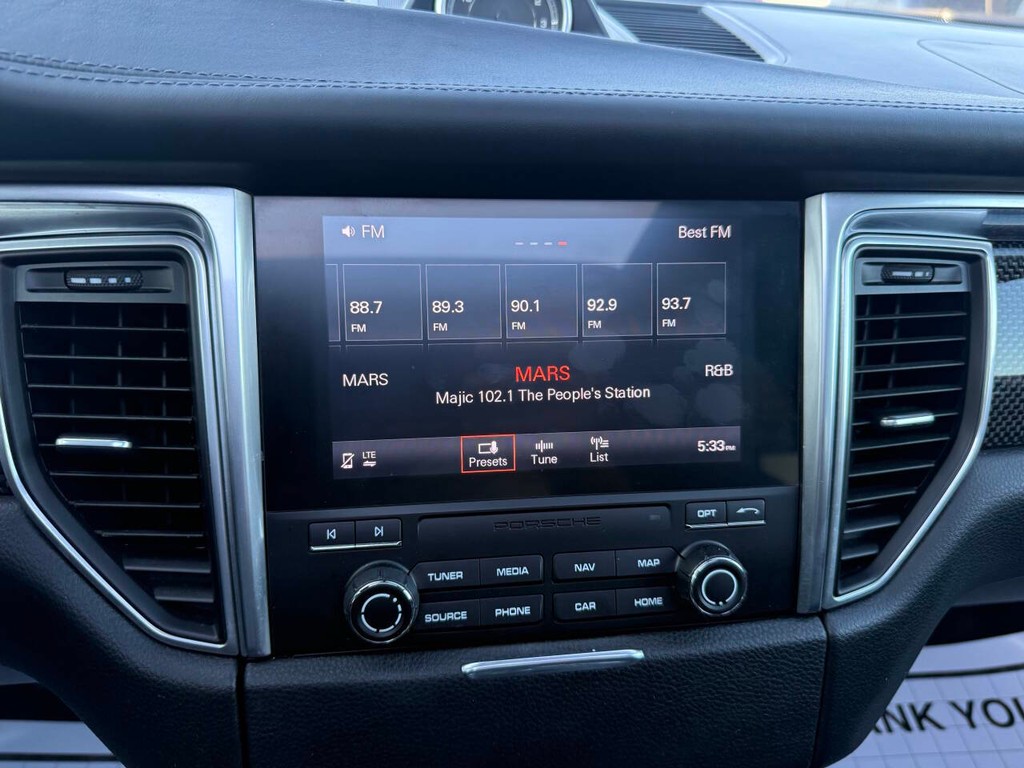 FM
Best FM
88.7 89.3 90.1 92.9 93.7
FM FM FM FM FM
MARS MARS R&B
Majic 102.1 The People's Station
LTE
Presets Tune List
5:33 PM
PORSCHE
OPT
TUNER MEDIA NAV MAP
SOURCE PHONE CAR HOME
YOU